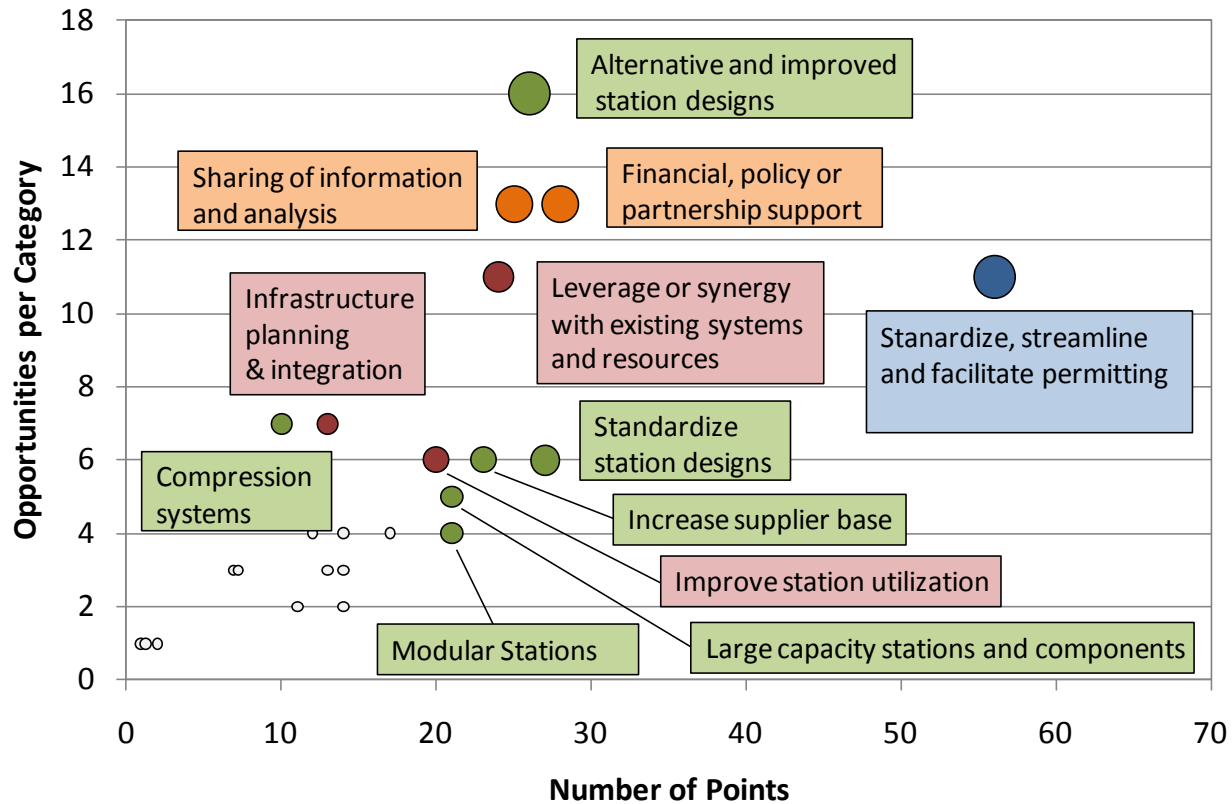 18
16
14
12
10
8
6
4
2
0
Opportunities per Category
Alternative and improved
station designs
Sharing of information
and analysis
Financial, policy or
partnership support
Infrastructure
planning
& integration
Leverage or synergy
with existing systems
and resources
Stanardize, streamline
and facilitate permitting
Compression
systems
Standardize
station designs
Increase supplier base
Improve station utilization
Modular Stations
Large capacity stations and components
0 10 20 30 40 50 60 70
Number of Points